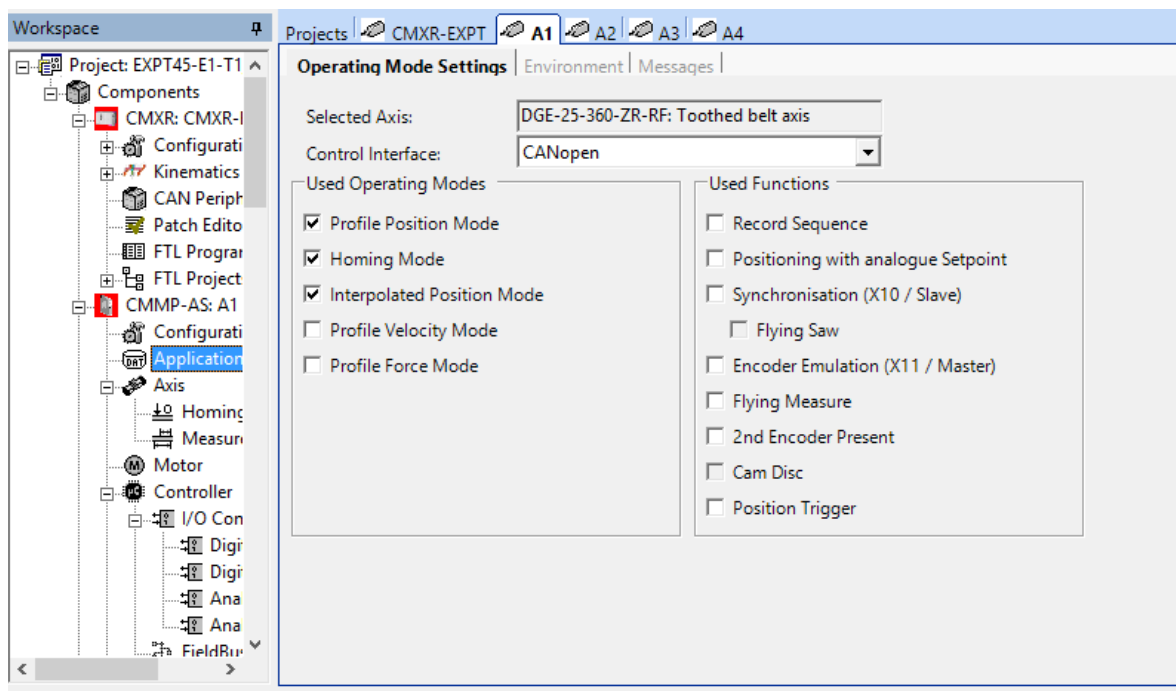 Workspace
Project: EXPT45-E1-T1
Components
CMXR: CMXR-I
Configurati
Kinematics
CAN Periph
Patch Edito
FTL Prograr
FTL Project
CMMP-AS: A1
Configurati
DAT Application
Axis
Homing
Measure
M Motor
Controller
I/O Con
Digi
Digi
Ana
Ana
FieldBu
Projects CMXR-EXPT A1 A2 A3 A4
Operating Mode Settings Environment Messages
Selected Axis: DGE-25-360-ZR-RF: Toothed belt axis
Control Interface: CANopen
Used Operating Modes
Profile Position Mode
Homing Mode
Interpolated Position Mode
Profile Velocity Mode
Profile Force Mode
Used Functions
Record Sequence
Positioning with analogue Setpoint
Synchronisation (X10 / Slave)
Flying Saw
Encoder Emulation (X11 / Master)
Flying Measure
2nd Encoder Present
Cam Disc
Position Trigger